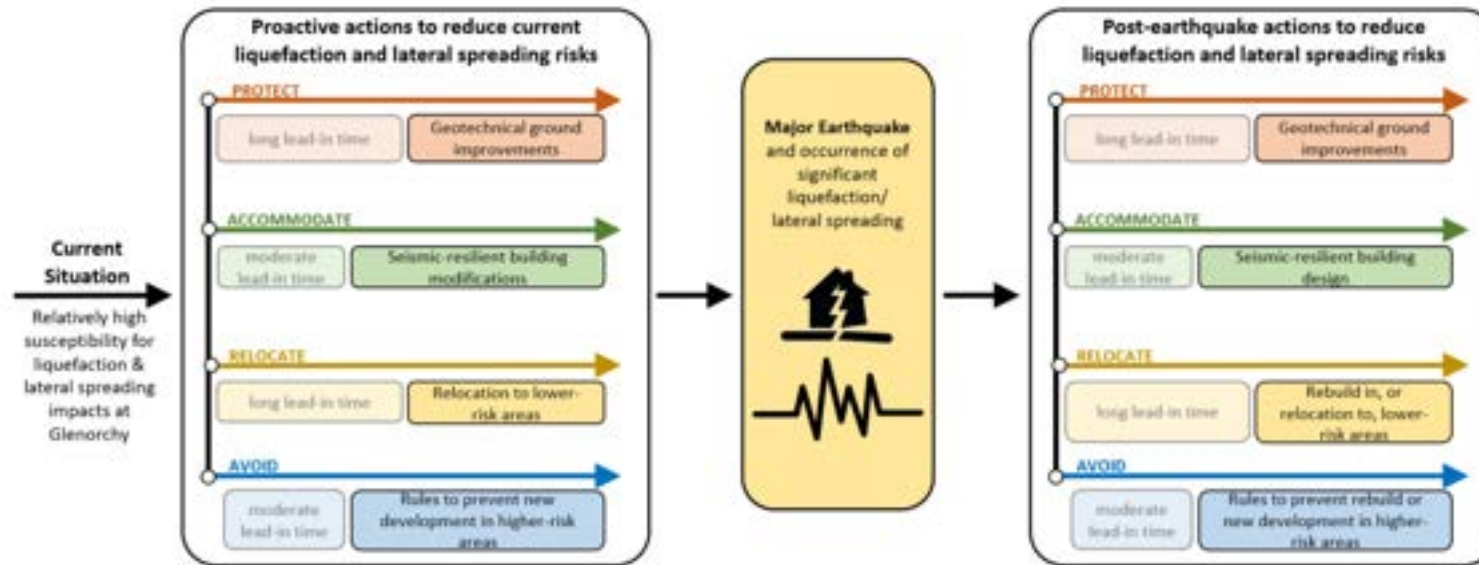 Current
Situation
Relatively high
susceptibility for
liquefaction &
lateral spreading
impacts at
Glenorchy
Proactive actions to reduce current
liquefaction and lateral spreading risks
PROTECT
long lead-in time
Geotechnical ground
improvements
ACCOMMODATE
moderate
lead-in time
Seismic-resilient building
modifications
RELOCATE
long lead-in time
Relocation to lower-
risk areas
AVOID
moderate
lead-in time
Rules to prevent new
development in higher-risk
areas
Major Earthquake
and occurrence of
significant
liquefaction/
lateral spreading
Post-earthquake actions to reduce
liquefaction and lateral spreading risks
PROTECT
long lead-in time
Geotechnical ground
improvements
ACCOMMODATE
moderate
lead-in time
Seismic-resilient building
design
RELOCATE
long lead-in time
Rebuild in, or
relocation to, lower-
risk areas
AVOID
moderate
lead-in time
Rules to prevent rebuild or
new development in higher-
risk areas